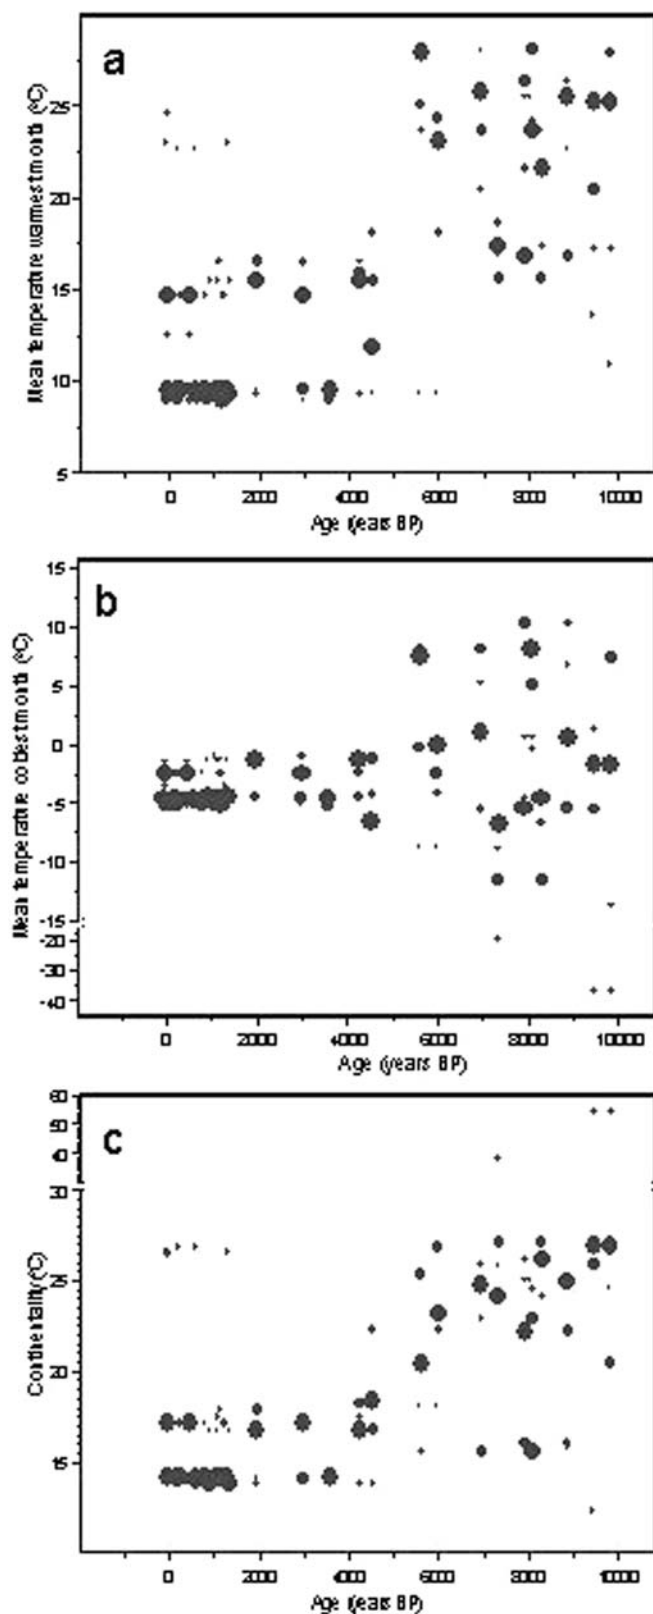 a
Mean temperature warmest month (ºC)
25
20
15
10
5
0 2000 4000 6000 8000 10000
Age (years BP)
b
Mean temperature coldest month (ºC)
15
10
5
0
-5
-10
-15
-20
-30
-40
0 2000 4000 6000 8000 10000
Age (years BP)
c
Continentality (ºC)
60
50
40
30
25
20
15
0 2000 4000 6000 8000 10000
Age (years BP)